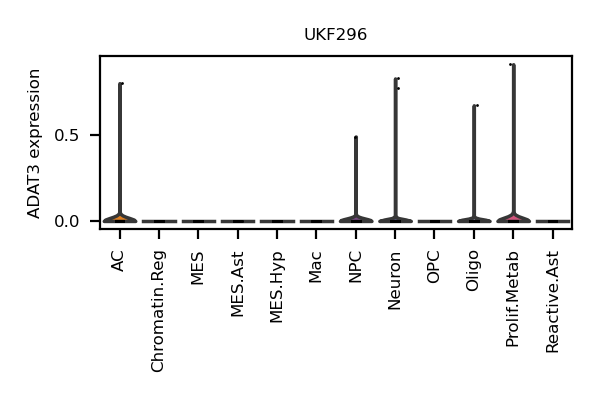 UKF296
ADAT3 expression
0.5
0.0
AC
Chromatin.Reg
MES
MES.Ast
MES.Hyp
Mac
NPC
Neuron
OPC
Oligo
Prolif.Metab
Reactive.Ast